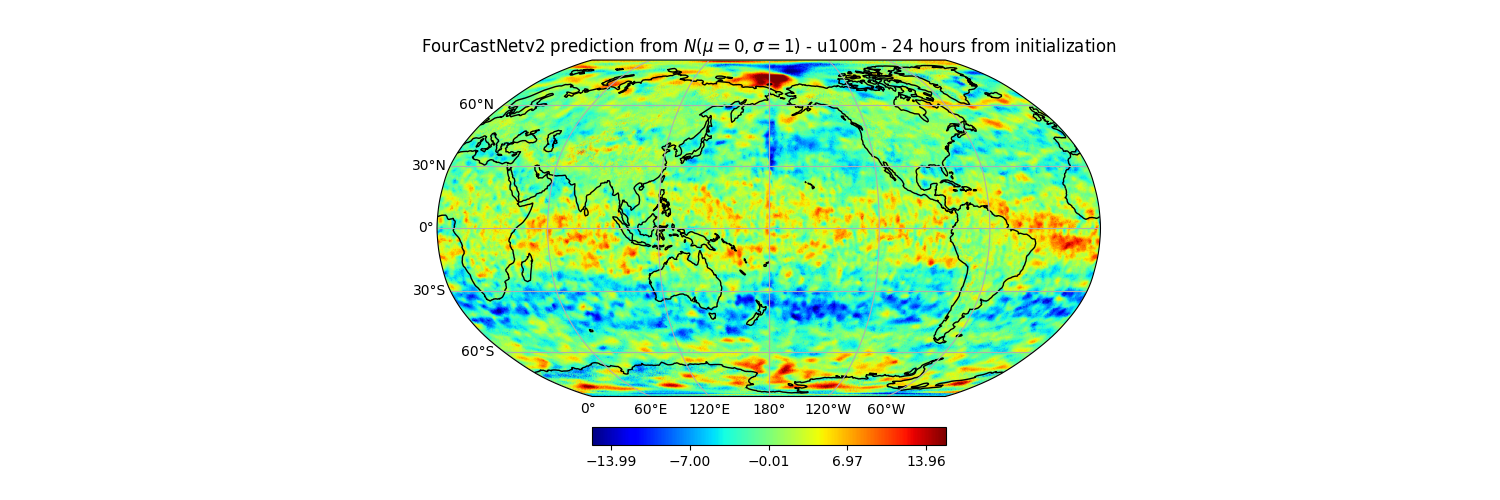 FourCastNetv2 prediction from N(μ = 0, σ = 1) - u100m - 24 hours from initialization
60°N
30°N
0°
30°S
60°S
0° 60°E 120°E 180° 120°W 60°W
−13.99 −7.00 −0.01 6.97 13.96